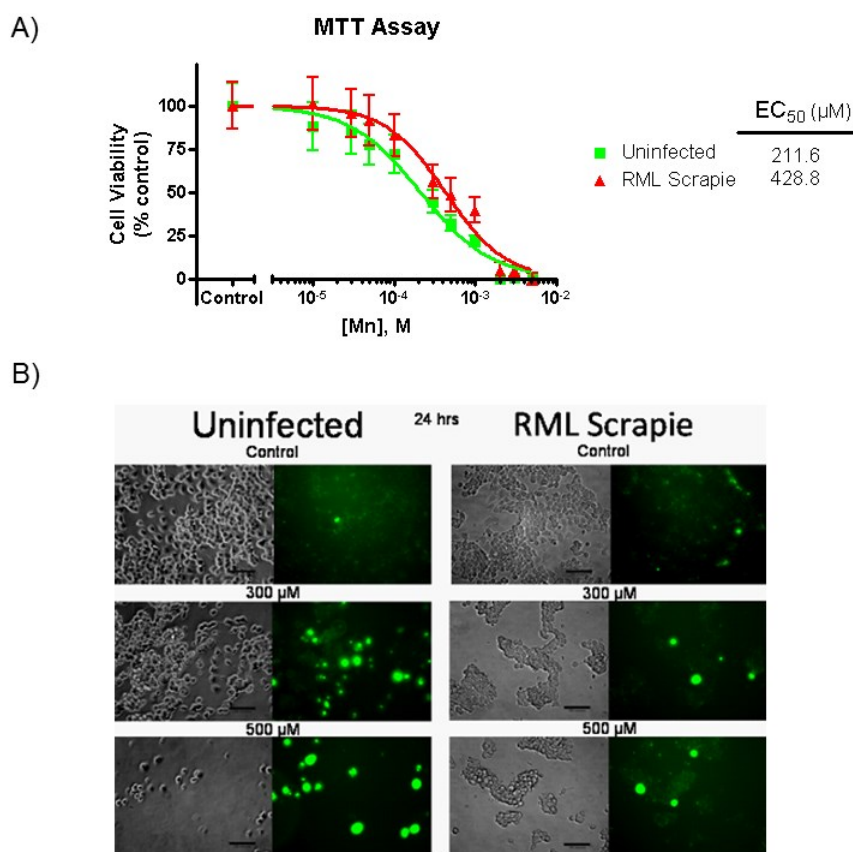 A)
MTT Assay
Cell Viability
(% control)
100
75
50
25
0
Control
10⁻⁵
10⁻⁴
10⁻³
10⁻²
[Mn], M
EC₅₀ (µM)
Uninfected 211.6
RML Scrapie 428.8
B)
Uninfected 24 hrs RML Scrapie
Control Control
300 µM 300 µM
500 µM 500 µM